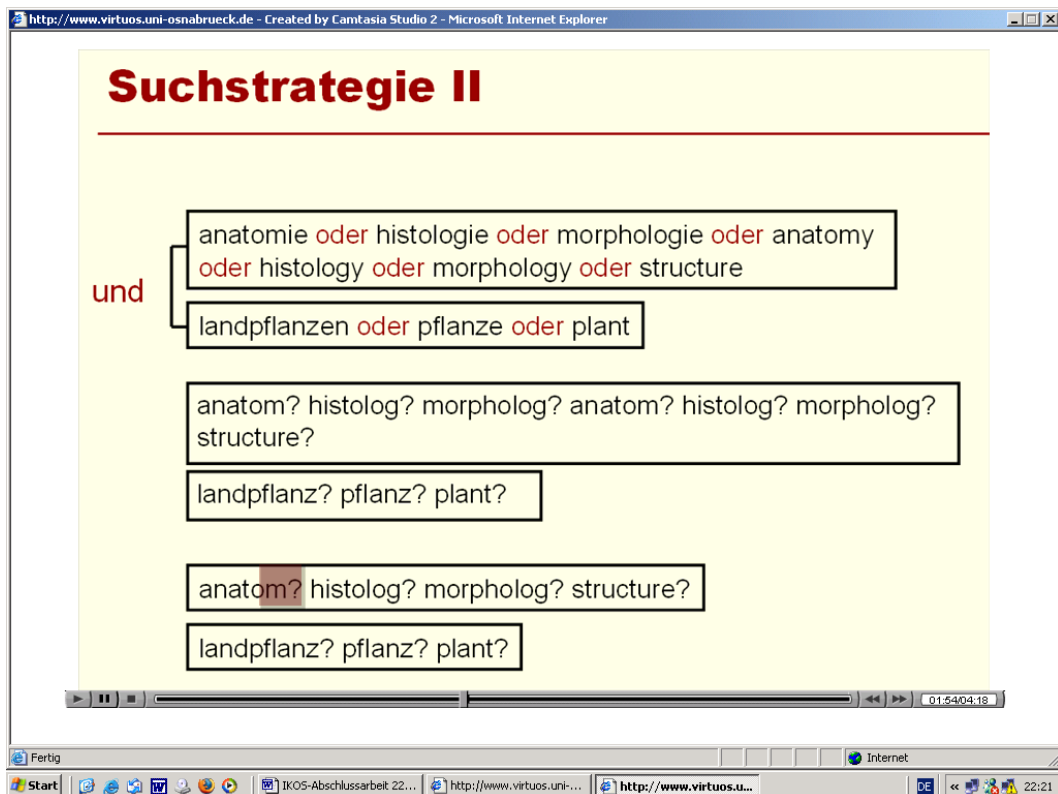 http://www.virtuos.uni-osnabrueck.de - Created by Camtasia Studio 2 - Microsoft Internet Explorer
Suchstrategie II
und
anatomie oder histologie oder morphologie oder anatomy
oder histology oder morphology oder structure
landpflanzen oder pflanze oder plant
anatom? histolog? morpholog? anatom? histolog? morpholog?
structure?
landpflanz? pflanz? plant?
anatom? histolog? morpholog? structure?
landpflanz? pflanz? plant?
01:54/04:18
Fertig
Internet
Start
IKOS-Abschlussarbeit 22...
http://www.virtuos.uni-...
http://www.virtuos.u...
DE
22:21